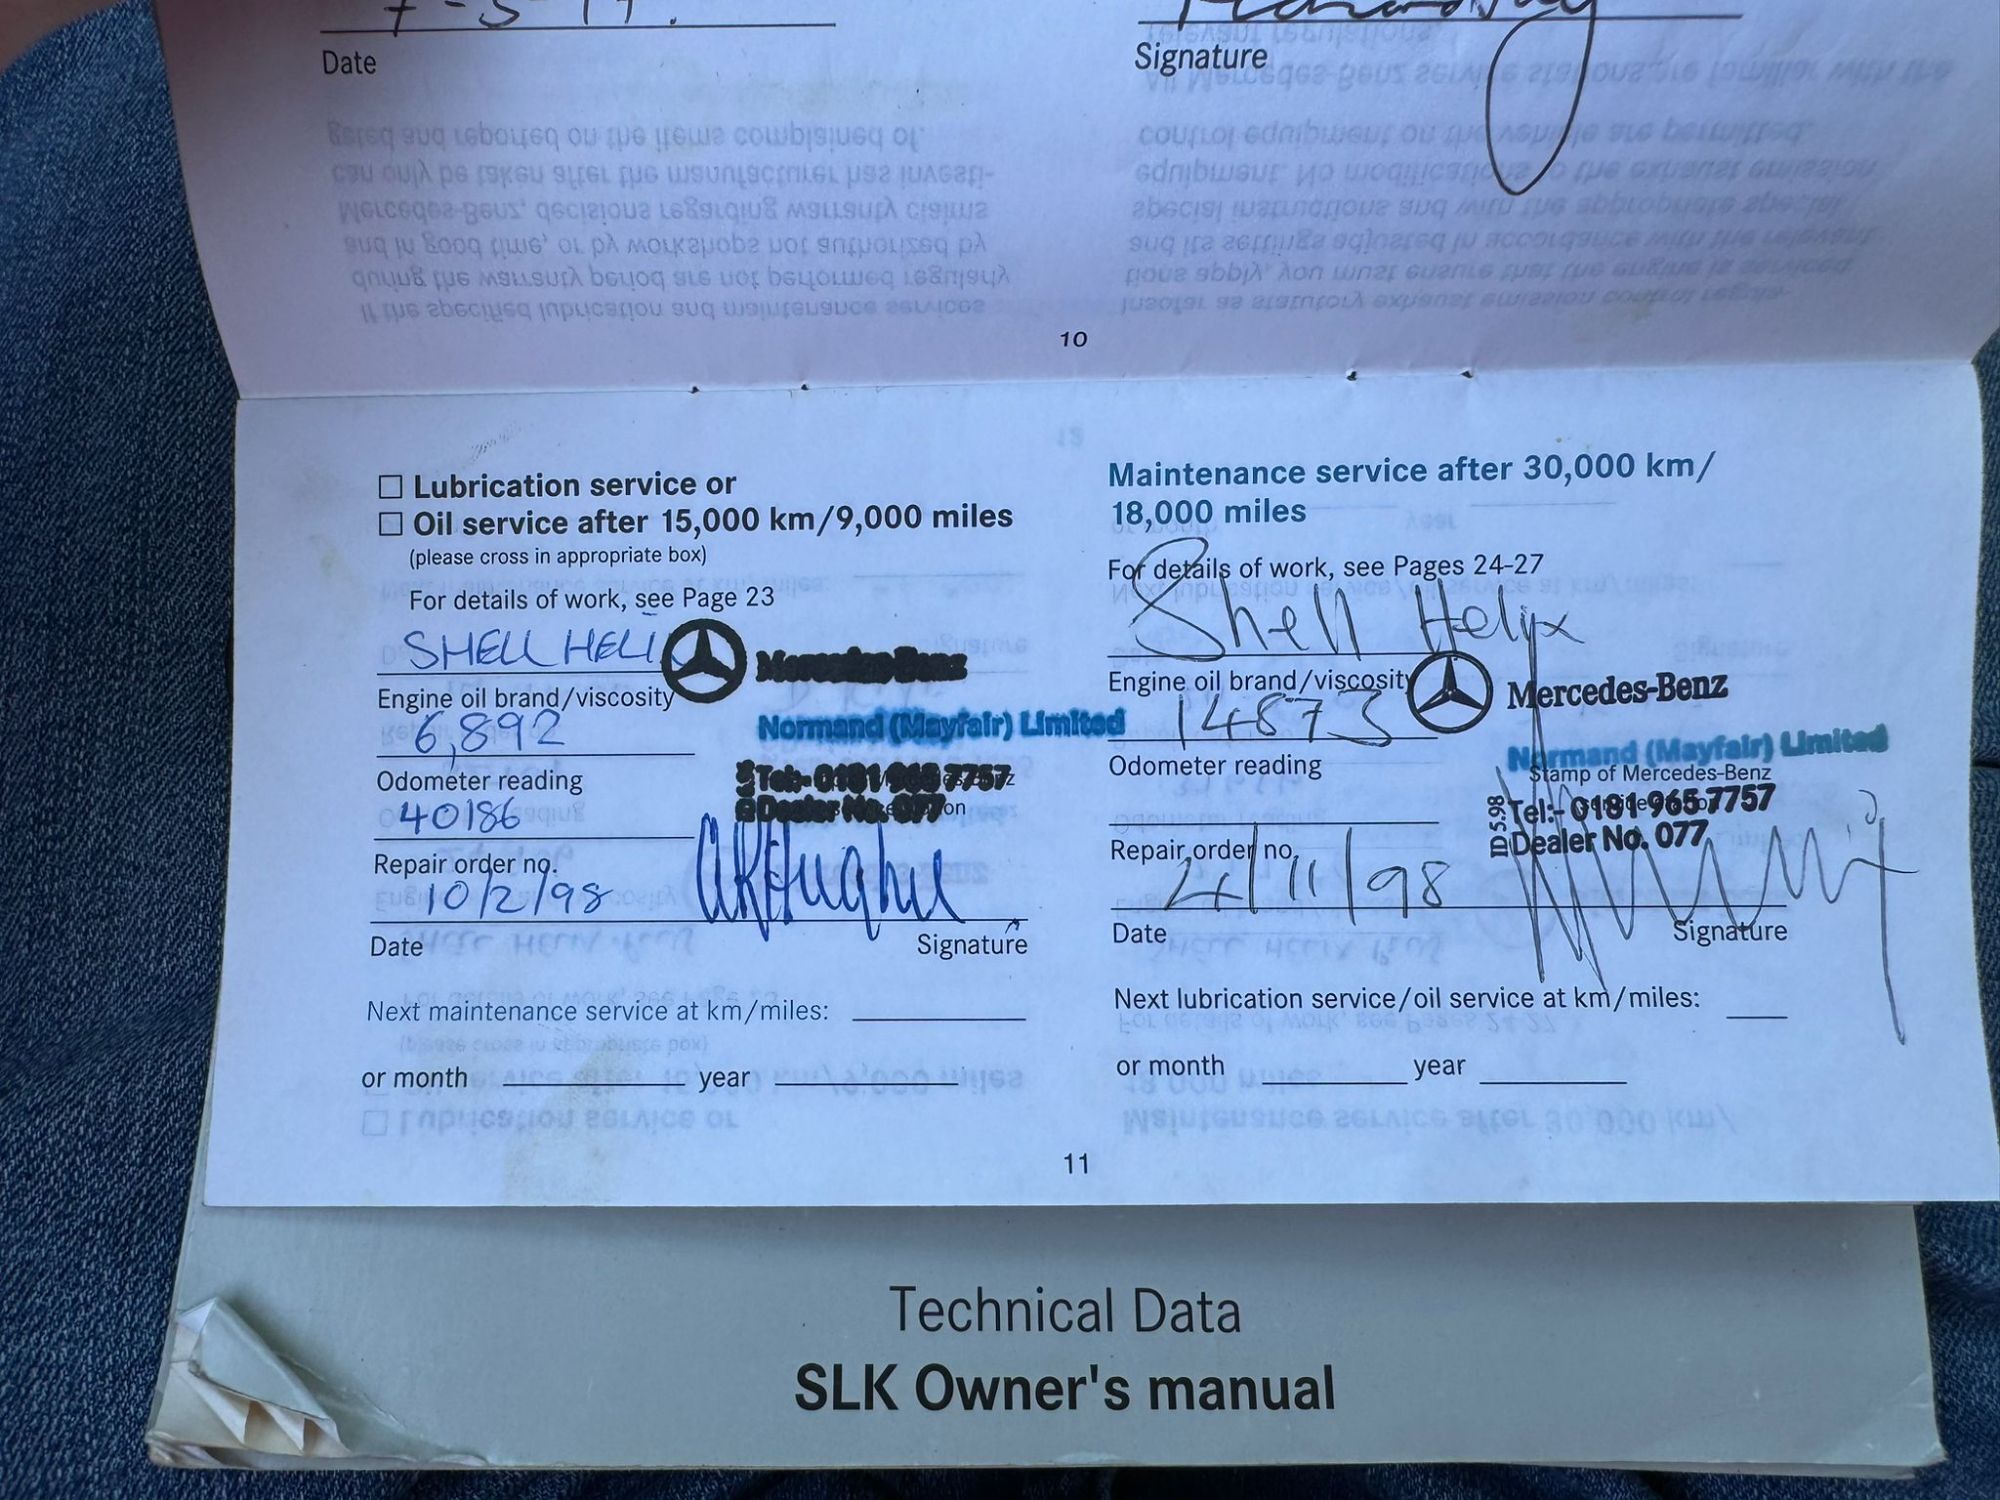 7-5-97.
Date
Signature
10
Lubrication service or
Oil service after 15,000 km/9,000 miles
(please cross in appropriate box)
For details of work, see Page 23
SHELL HELI
Mercedes-Benz
Engine oil brand/viscosity
Normand (Mayfair) Limited
6,892
Tel:- 0181 965 7757
Odometer reading
Dealer No. 077
40186
Repair order no.
10/2/98
Date
Signature
Next maintenance service at km/miles:
or month year
Maintenance service after 30,000 km/
18,000 miles
For details of work, see Pages 24-27
Shell Helix
Engine oil brand/viscosity
Mercedes-Benz
14873
Normand (Mayfair) Limited
Odometer reading
Stamp of Mercedes-Benz
ID 5.98
Tel:- 0181 965 7757
Dealer No. 077
Repair order no.
4/11/98
Date
Signature
Next lubrication service/oil service at km/miles:
or month year
11
Technical Data
SLK Owner's manual